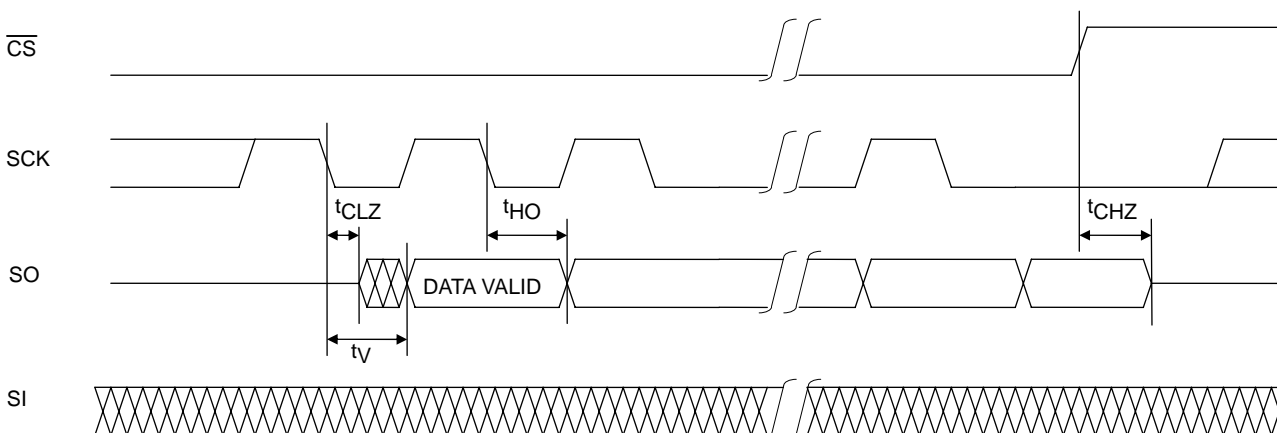 CS
SCK
tCLZ
tHO
tCHZ
SO
DATA VALID
tV
SI